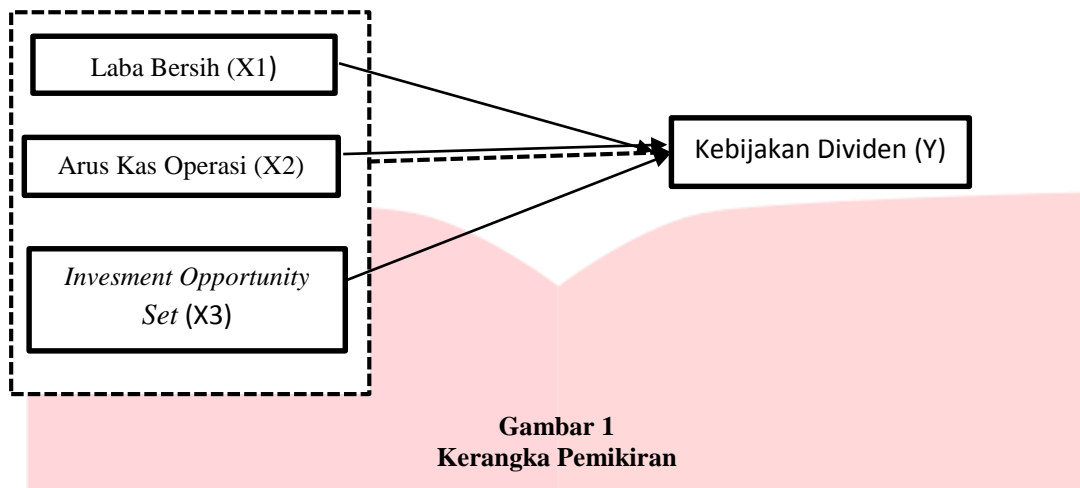 Laba Bersih (X1)
Arus Kas Operasi (X2)
Kebijakan Dividen (Y)
Invesment Opportunity
Set (X3)
Gambar 1
Kerangka Pemikiran